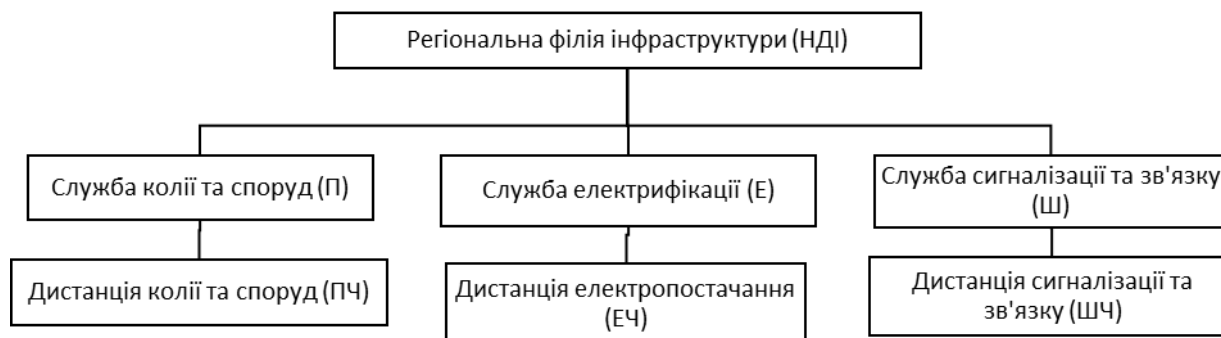 Регіональна філія інфраструктури (НДІ)
Служба колії та споруд (П)
Служба електрифікації (Е)
Служба сигналізації та зв'язку
(Ш)
Дистанція колії та споруд (ПЧ)
Дистанція електропостачання
(ЕЧ)
Дистанція сигналізації та
зв'язку (ШЧ)